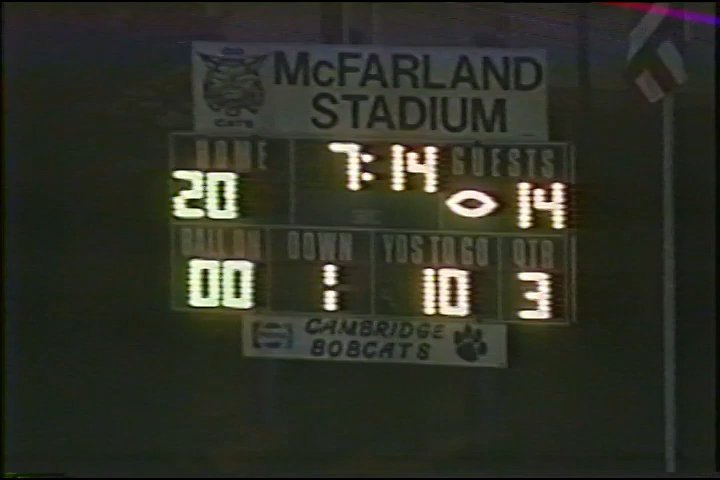 McFARLAND
STADIUM
CATS
HOME 7:14 GUESTS
20 14
BALL ON DOWN YDS TO GO QTR
00 1 10 3
CAMBRIDGE
BOBCATS